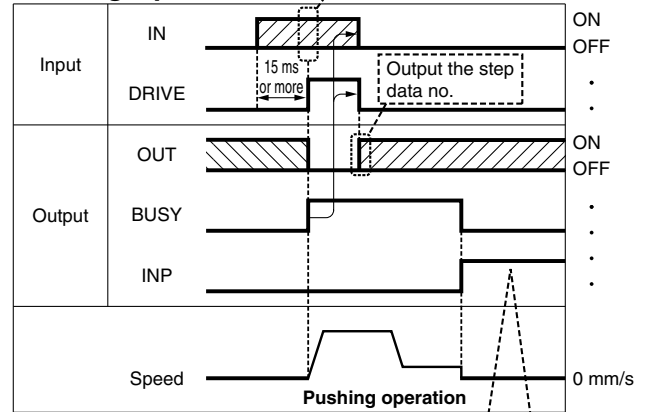 IN
ON
OFF
Input
15 ms
or more
Output the step
data no.
DRIVE
OUT
ON
OFF
Output
BUSY
INP
Speed
0 mm/s
Pushing operation